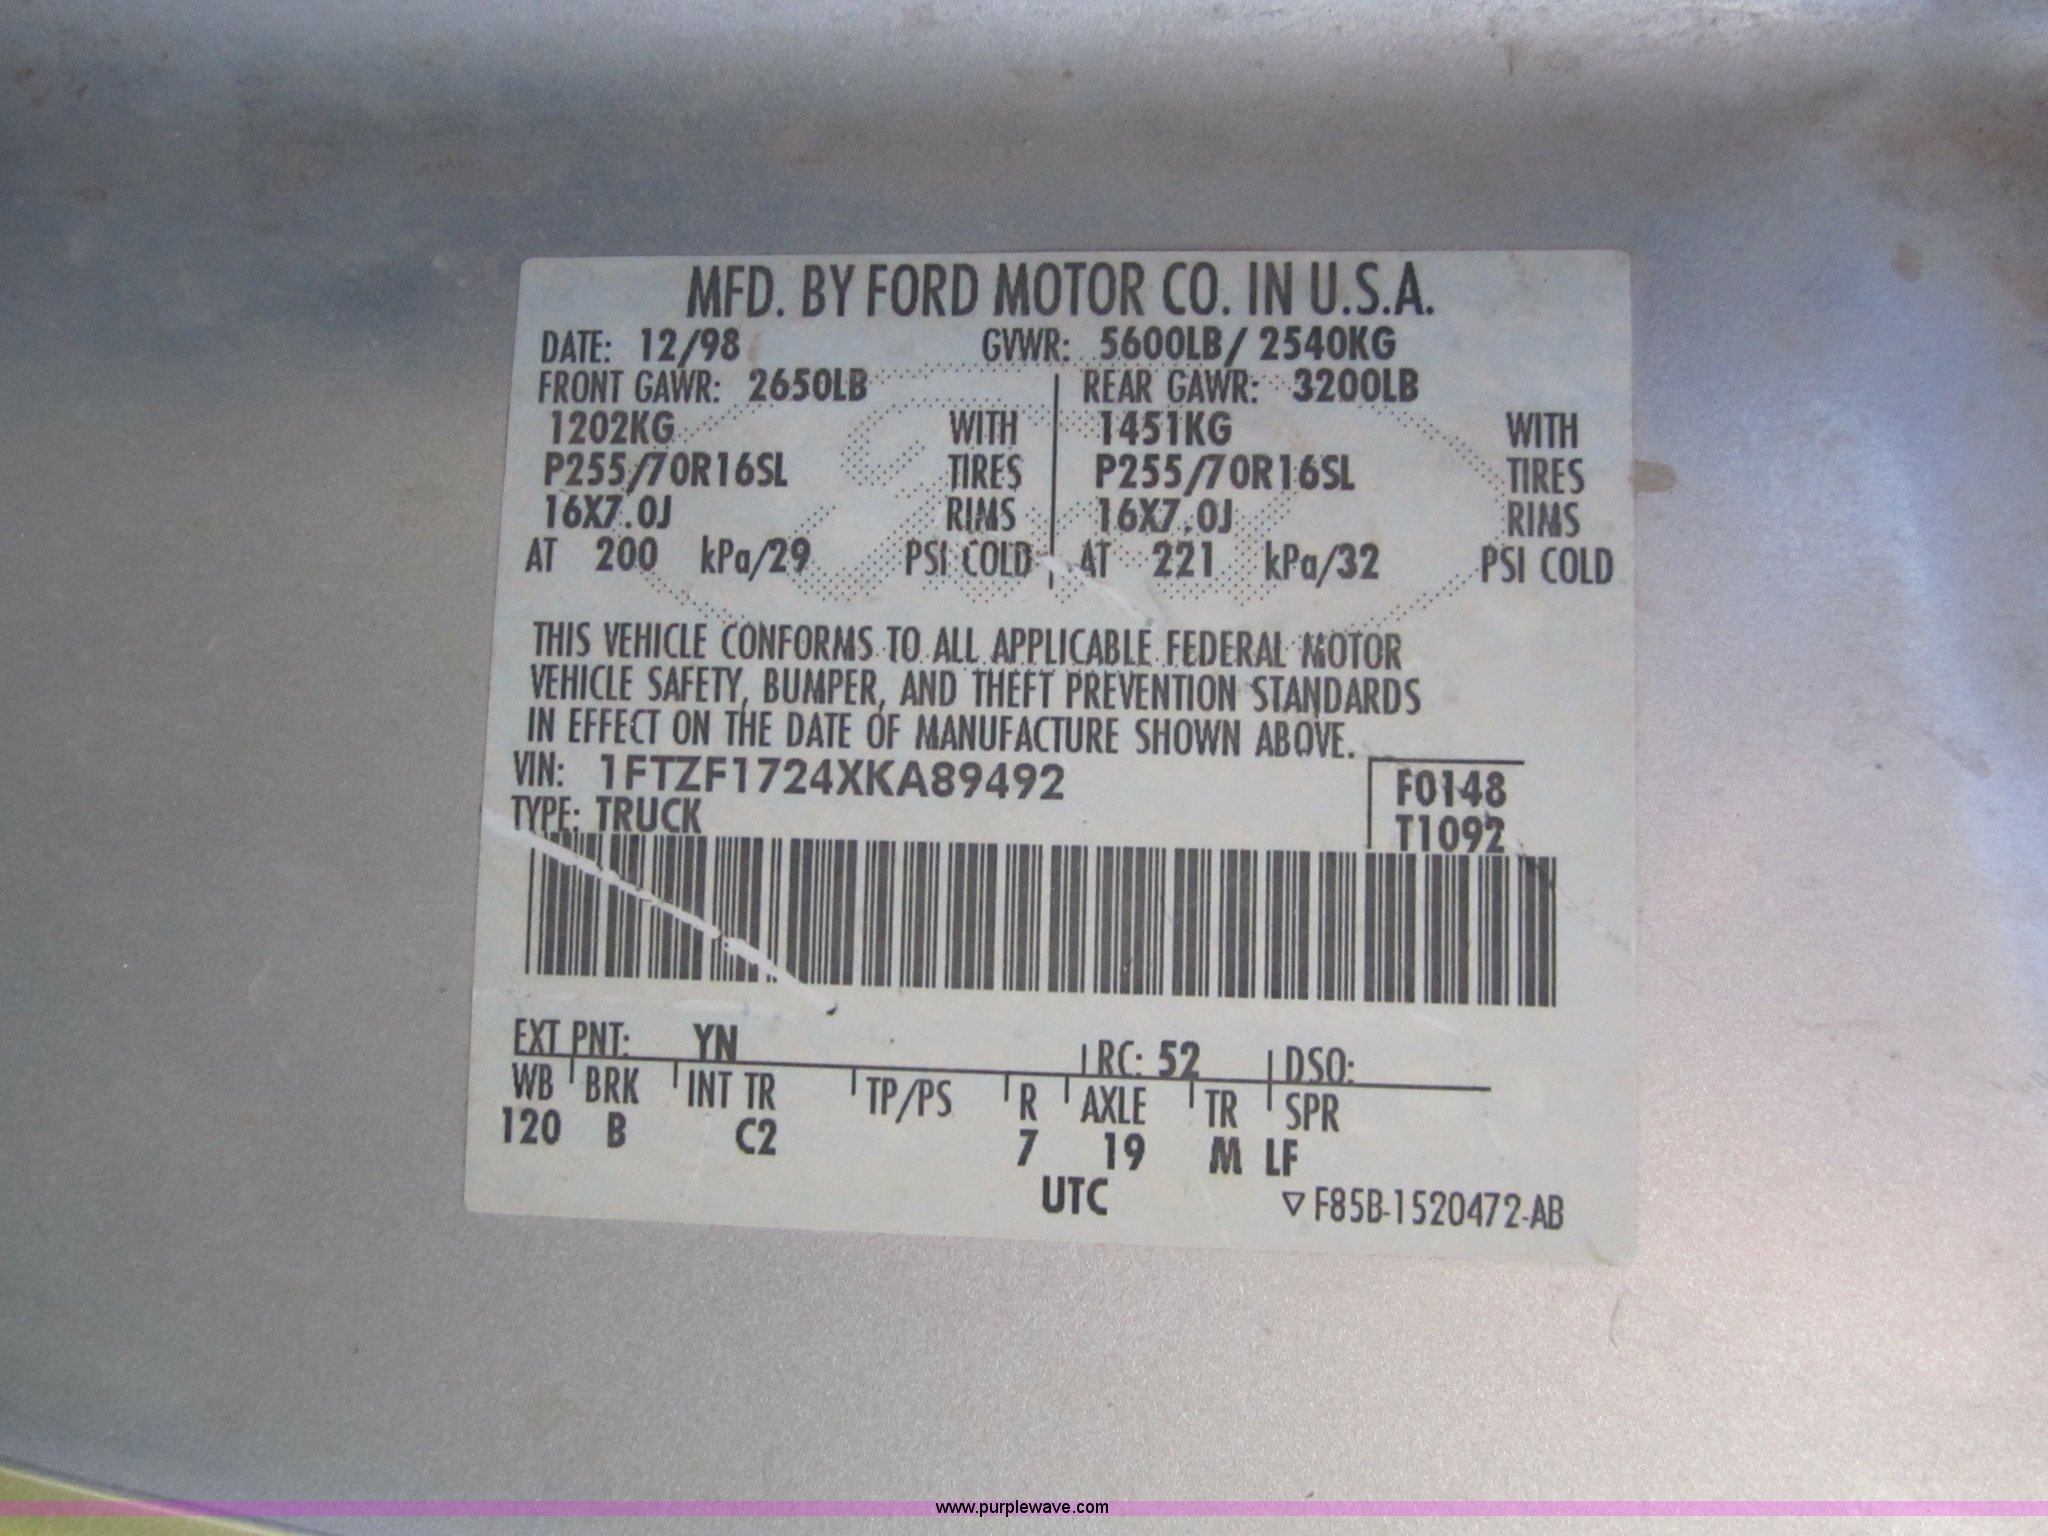 MFD. BY FORD MOTOR CO. IN U.S.A.
DATE: 12/98 GVWR: 5600LB/ 2540KG
FRONT GAWR: 2650LB REAR GAWR: 3200LB
1202KG WITH 1451KG WITH
P255/70R16SL TIRES P255/70R16SL TIRES
16X7.0J RIMS 16X7.0J RIMS
AT 200 kPa/29 PSI COLD AT 221 kPa/32 PSI COLD
THIS VEHICLE CONFORMS TO ALL APPLICABLE FEDERAL MOTOR
VEHICLE SAFETY, BUMPER, AND THEFT PREVENTION STANDARDS
IN EFFECT ON THE DATE OF MANUFACTURE SHOWN ABOVE.
VIN: 1FTZF1724XKA89492 F0148
TYPE: TRUCK T1092
EXT PNT: YN RC: 52 DSO:
WB BRK INT TR TP/PS R AXLE TR SPR
120 B C2 7 19 M LF
UTC ▽ F85B-1520472-AB
www.purplewave.com